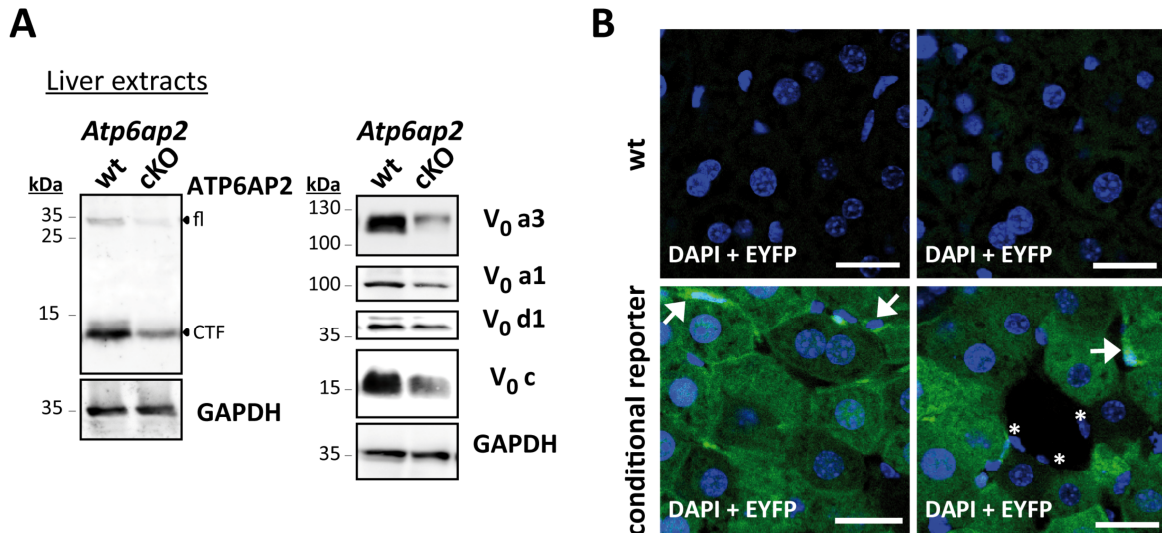 A
Liver extracts
Atp6ap2
wt cKO
kDa
ATP6AP2
35
fl
25
15
CTF
35
GAPDH
Atp6ap2
wt cKO
kDa
130
V0 a3
100
100
V0 a1
V0 d1
35
V0 c
15
GAPDH
35
B
wt
DAPI + EYFP
DAPI + EYFP
conditional reporter
* * *
DAPI + EYFP
DAPI + EYFP